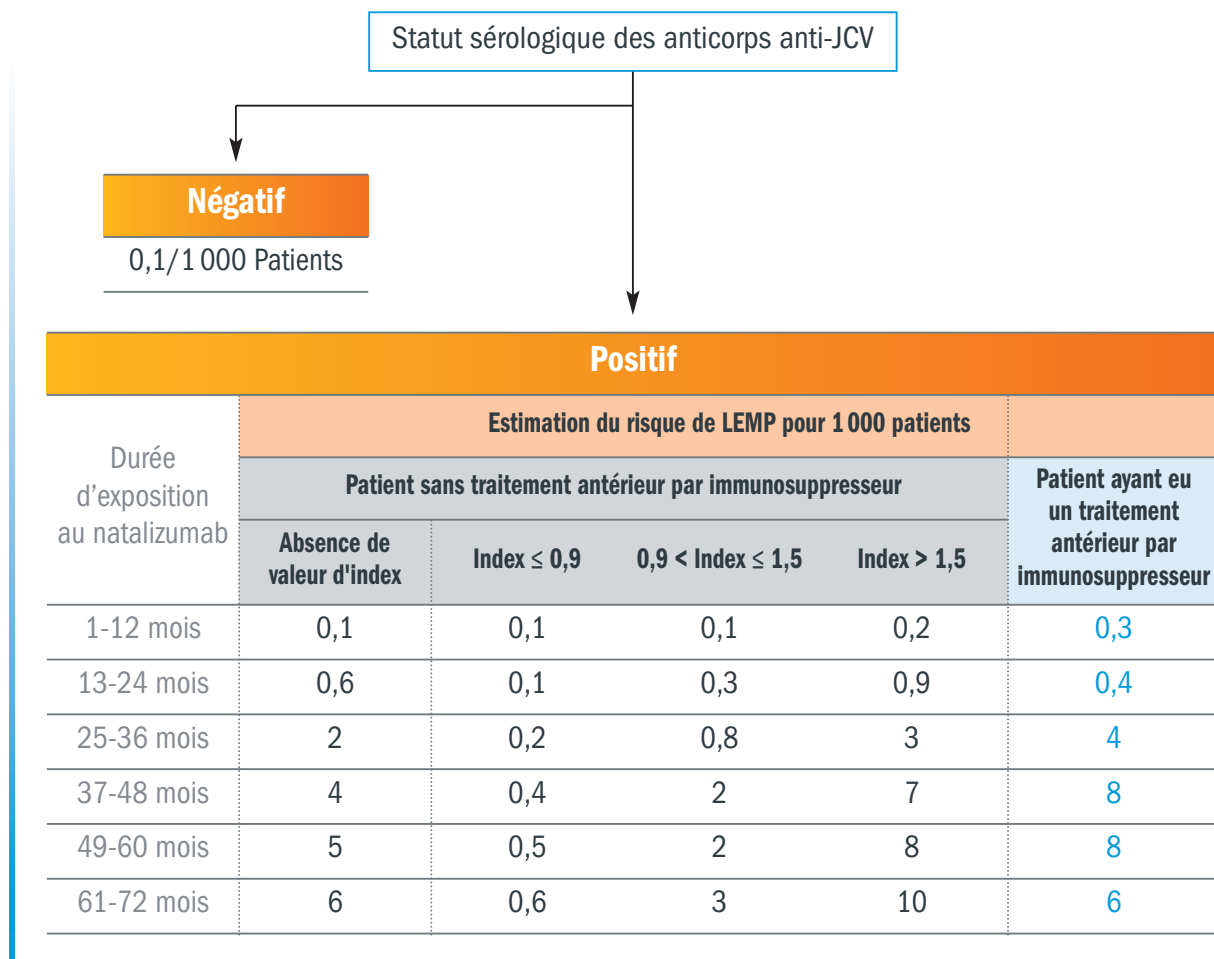 Statut sérologique des anticorps anti-JCV
Négatif
0,1/1 000 Patients
Positif
Durée
d’exposition
au natalizumab
Estimation du risque de LEMP pour 1 000 patients
Patient sans traitement antérieur par immunosuppresseur
Patient ayant eu
un traitement
antérieur par
immunosuppresseur
Absence de
valeur d'index
Index ≤ 0,9
0,9 < Index ≤ 1,5
Index > 1,5
1-12 mois 0,1 0,1 0,1 0,2 0,3
13-24 mois 0,6 0,1 0,3 0,9 0,4
25-36 mois 2 0,2 0,8 3 4
37-48 mois 4 0,4 2 7 8
49-60 mois 5 0,5 2 8 8
61-72 mois 6 0,6 3 10 6